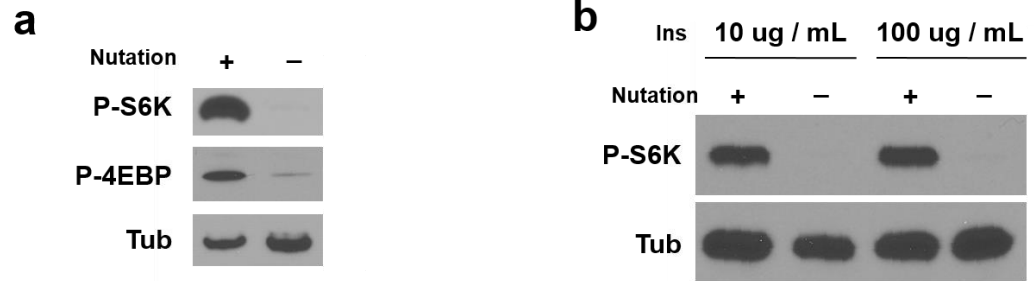 a
Nutation + –
P-S6K
P-4EBP
Tub
b
Ins 10 ug / mL 100 ug / mL
Nutation + – + –
P-S6K
Tub